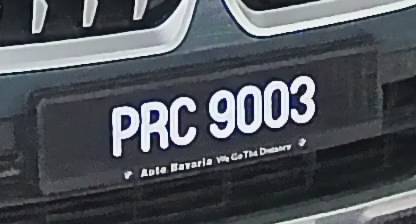 PRC 9003
Auto Bavaria We Go The Distance